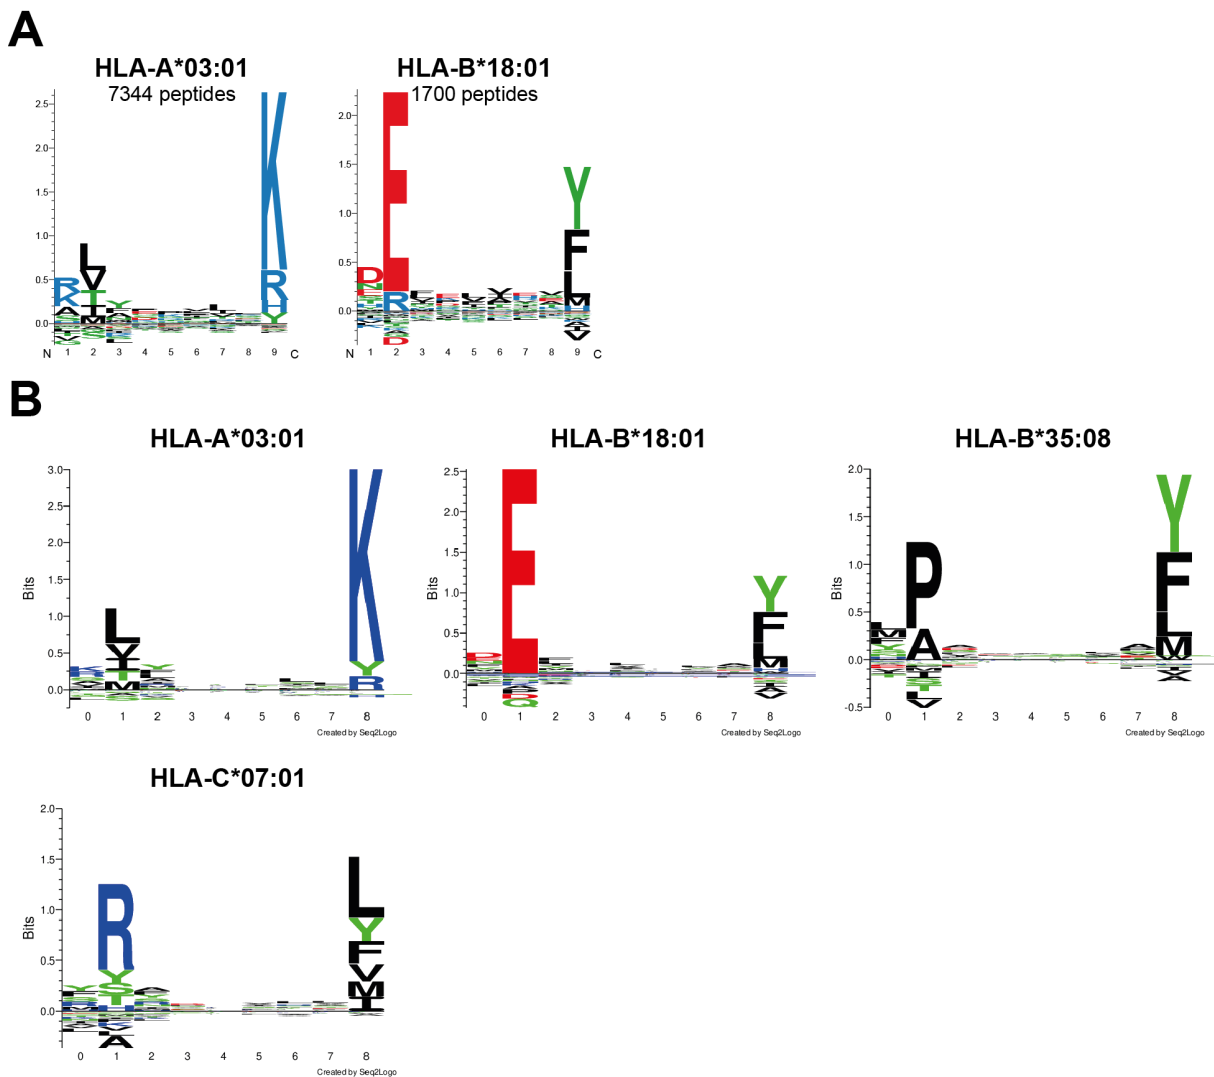 A
HLA-A*03:01
7344 peptides
HLA-B*18:01
1700 peptides
2.5
2.0
1.5
1.0
0.5
0.0
N 1 2 3 4 5 6 7 8 9 C
2.0
1.5
1.0
0.5
0.0
N 1 2 3 4 5 6 7 8 9 C
B
HLA-A*03:01
Bits
3.0
2.5
2.0
1.5
1.0
0.5
0.0
0 1 2 3 4 5 6 7 8
Created by Seq2Logo
HLA-B*18:01
Bits
2.5
2.0
1.5
1.0
0.5
0.0
0 1 2 3 4 5 6 7 8
Created by Seq2Logo
HLA-B*35:08
Bits
2.0
1.5
1.0
0.5
0.0
-0.5
0 1 2 3 4 5 6 7 8
Created by Seq2Logo
HLA-C*07:01
Bits
2.0
1.5
1.0
0.5
0.0
0 1 2 3 4 5 6 7 8
Created by Seq2Logo